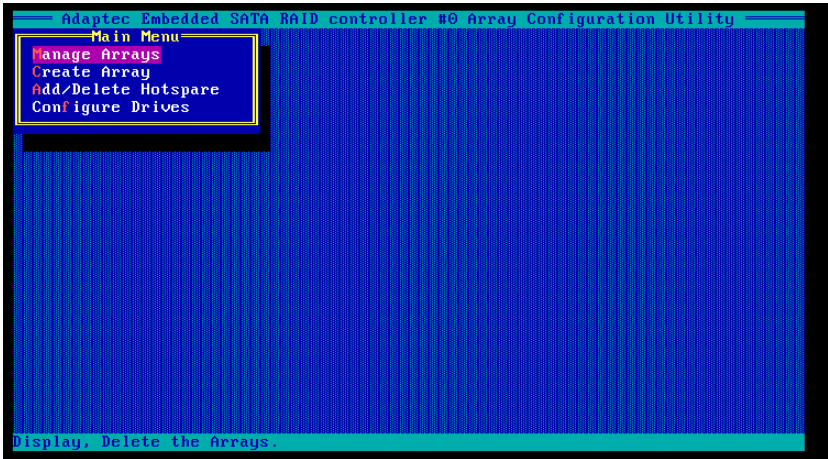 Adaptec Embedded SATA RAID controller #0 Array Configuration Utility
Main Menu
Manage Arrays
Create Array
Add/Delete Hotspare
Configure Drives
Display, Delete the Arrays.